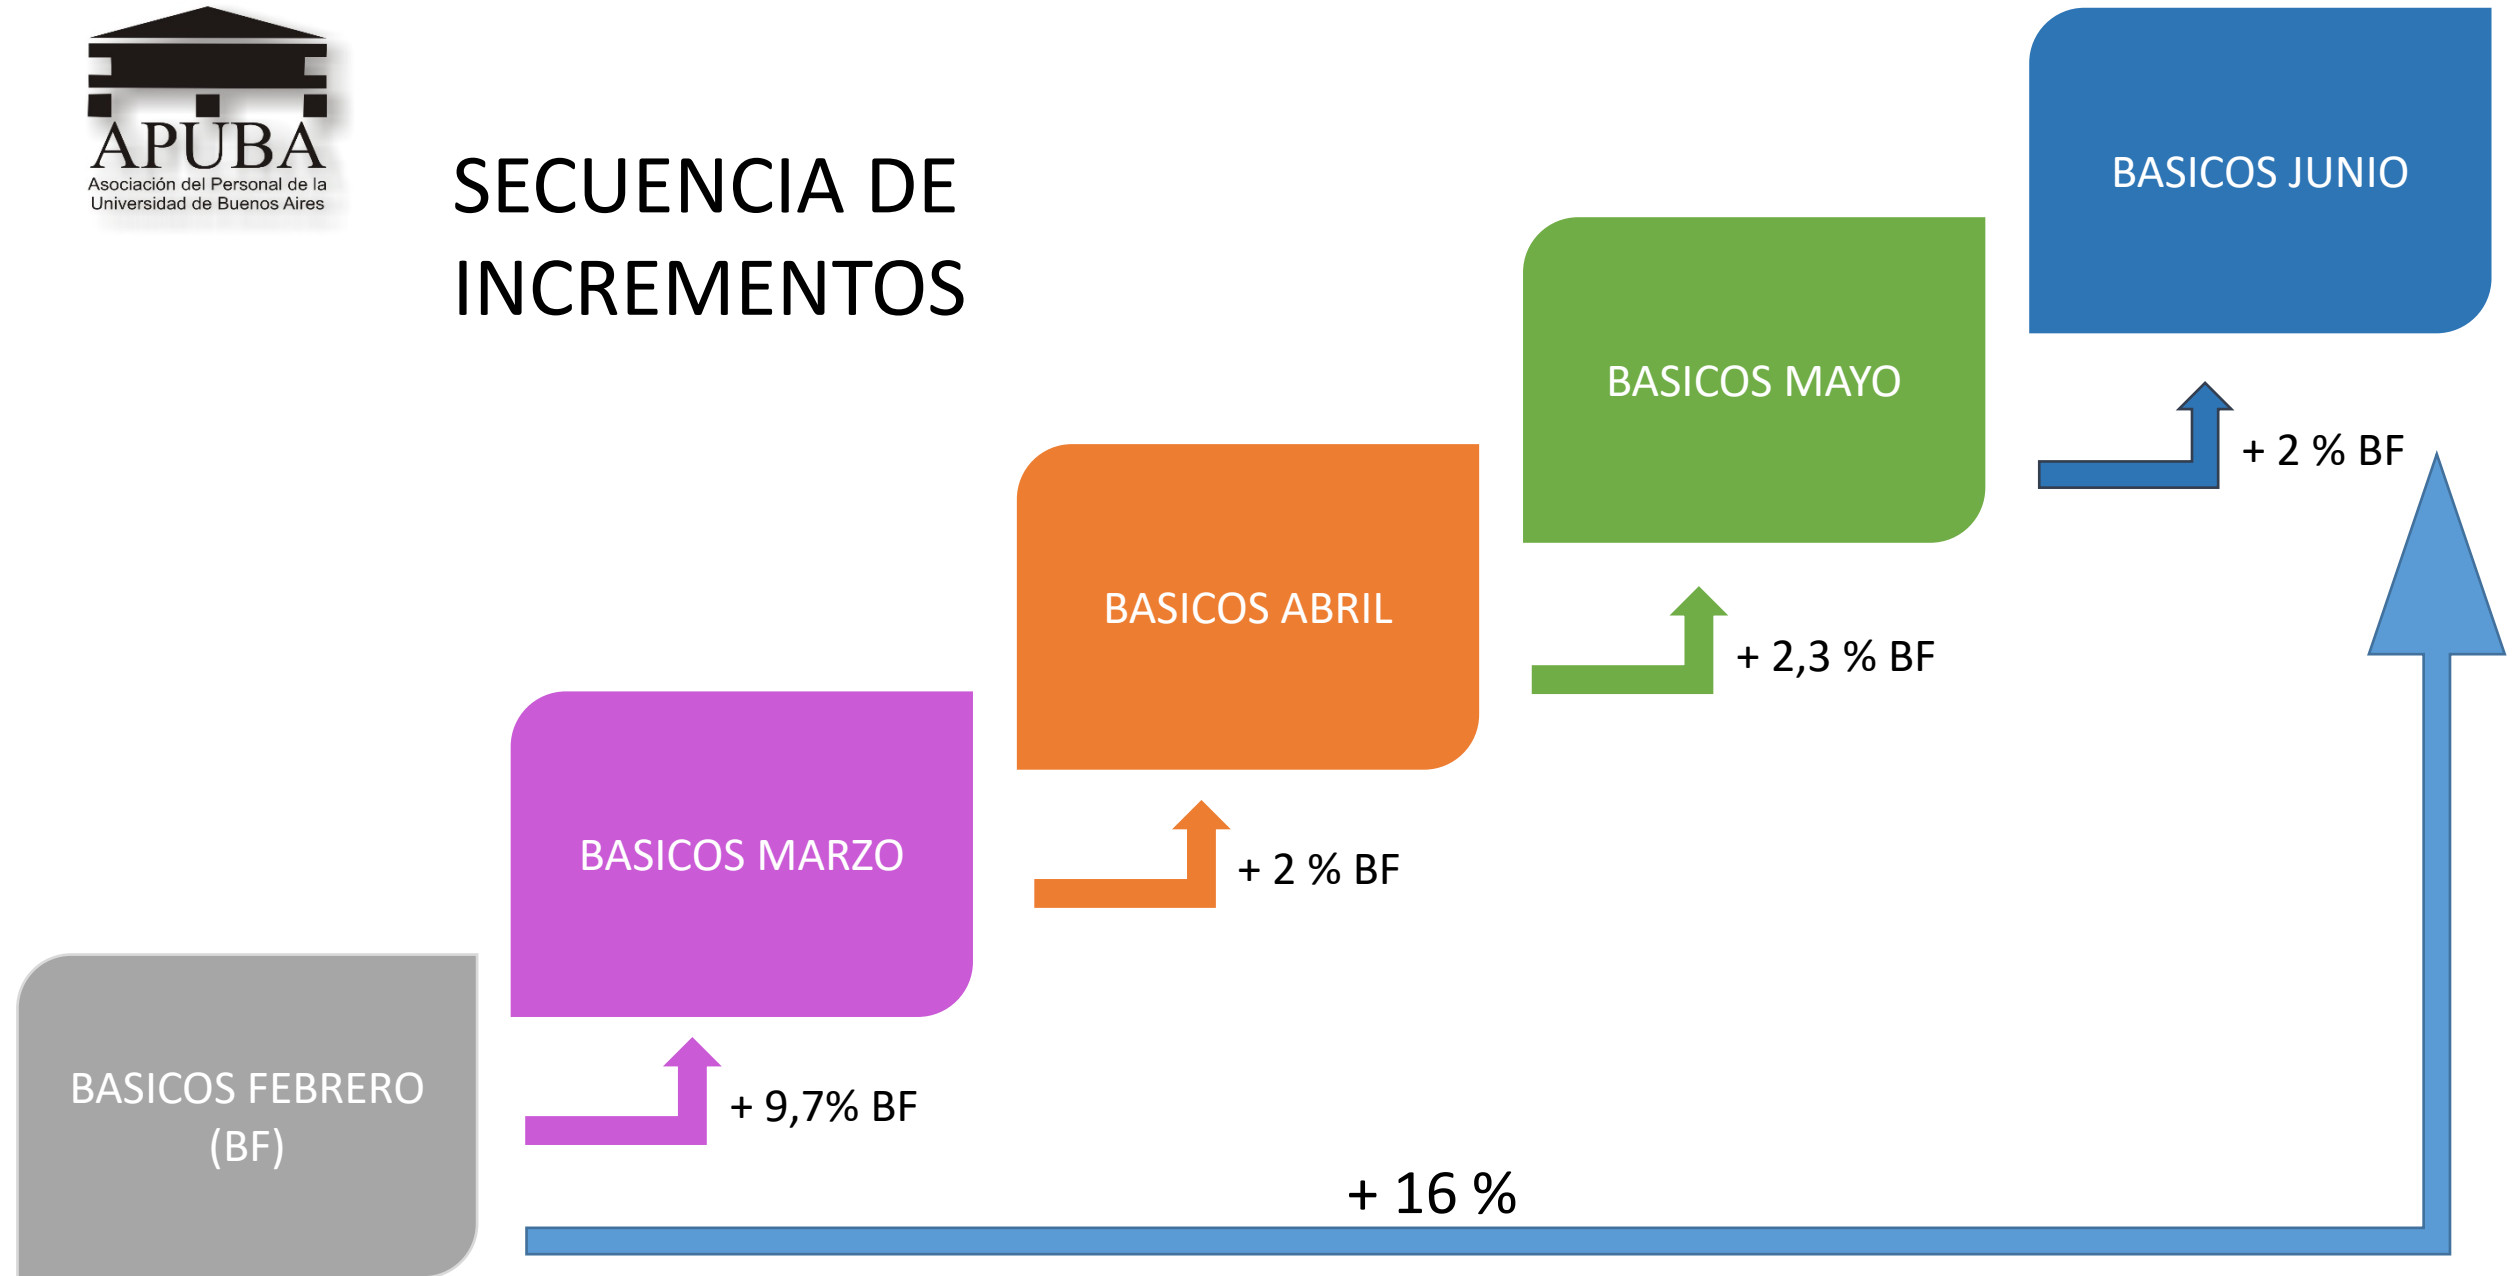 APUBA
Asociación del Personal de la
Universidad de Buenos Aires
SECUENCIA DE
INCREMENTOS
BASICOS JUNIO
+ 2 % BF
BASICOS MAYO
+ 2,3 % BF
BASICOS ABRIL
+ 2 % BF
BASICOS MARZO
+ 9,7% BF
BASICOS FEBRERO
(BF)
+ 16 %